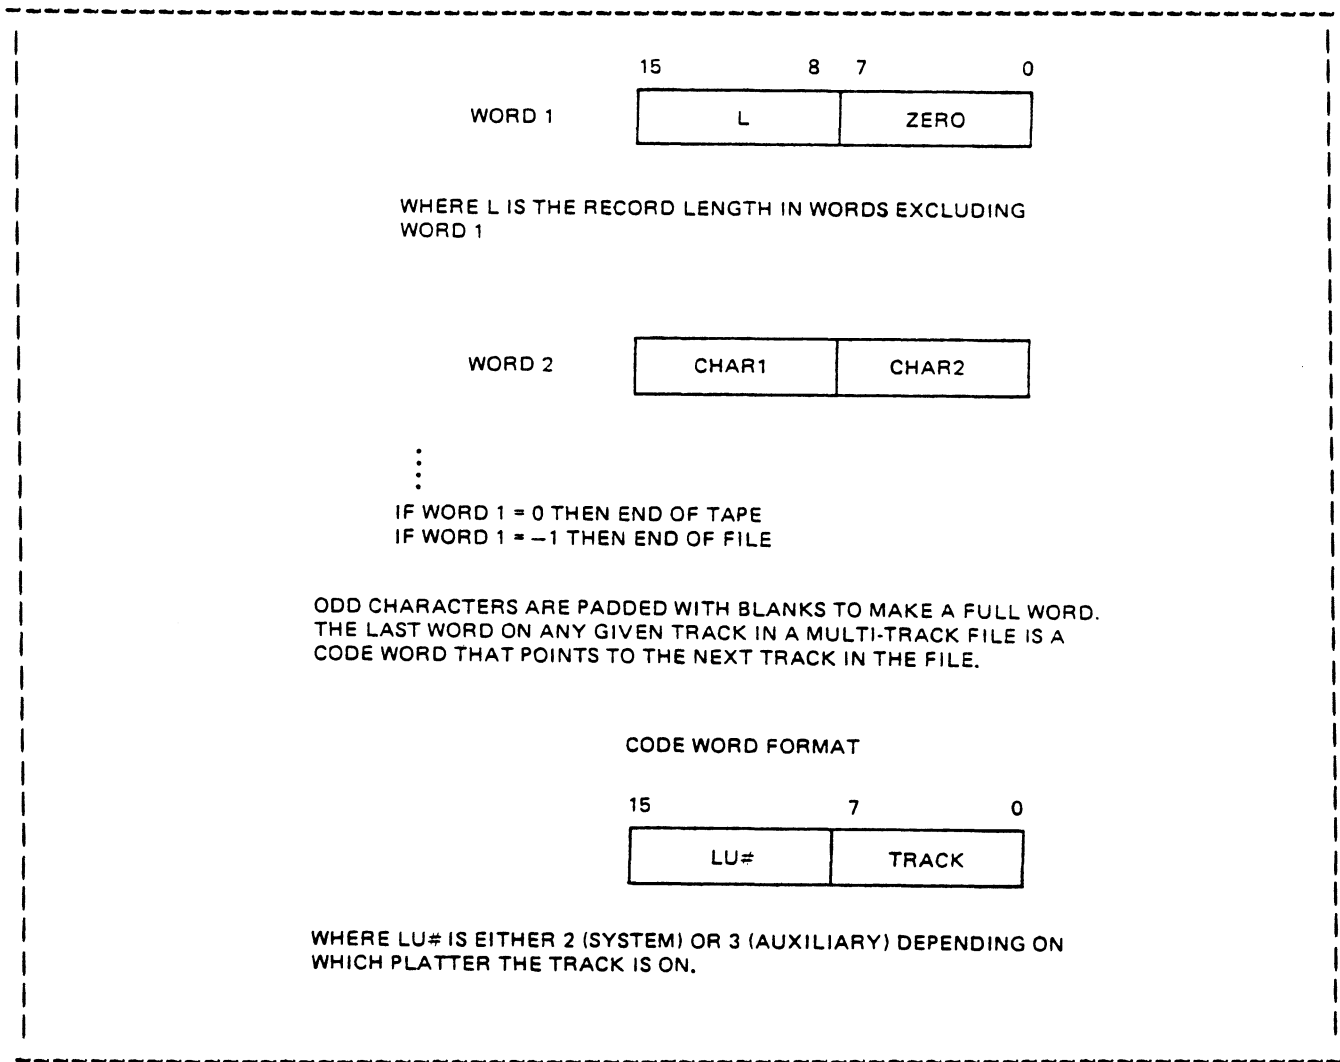 15 8 7 0
WORD 1 L ZERO
WHERE L IS THE RECORD LENGTH IN WORDS EXCLUDING
WORD 1
WORD 2 CHAR1 CHAR2
IF WORD 1 = 0 THEN END OF TAPE
IF WORD 1 = −1 THEN END OF FILE
ODD CHARACTERS ARE PADDED WITH BLANKS TO MAKE A FULL WORD.
THE LAST WORD ON ANY GIVEN TRACK IN A MULTI-TRACK FILE IS A
CODE WORD THAT POINTS TO THE NEXT TRACK IN THE FILE.
CODE WORD FORMAT
15 7 0
LU# TRACK
WHERE LU# IS EITHER 2 (SYSTEM) OR 3 (AUXILIARY) DEPENDING ON
WHICH PLATTER THE TRACK IS ON.